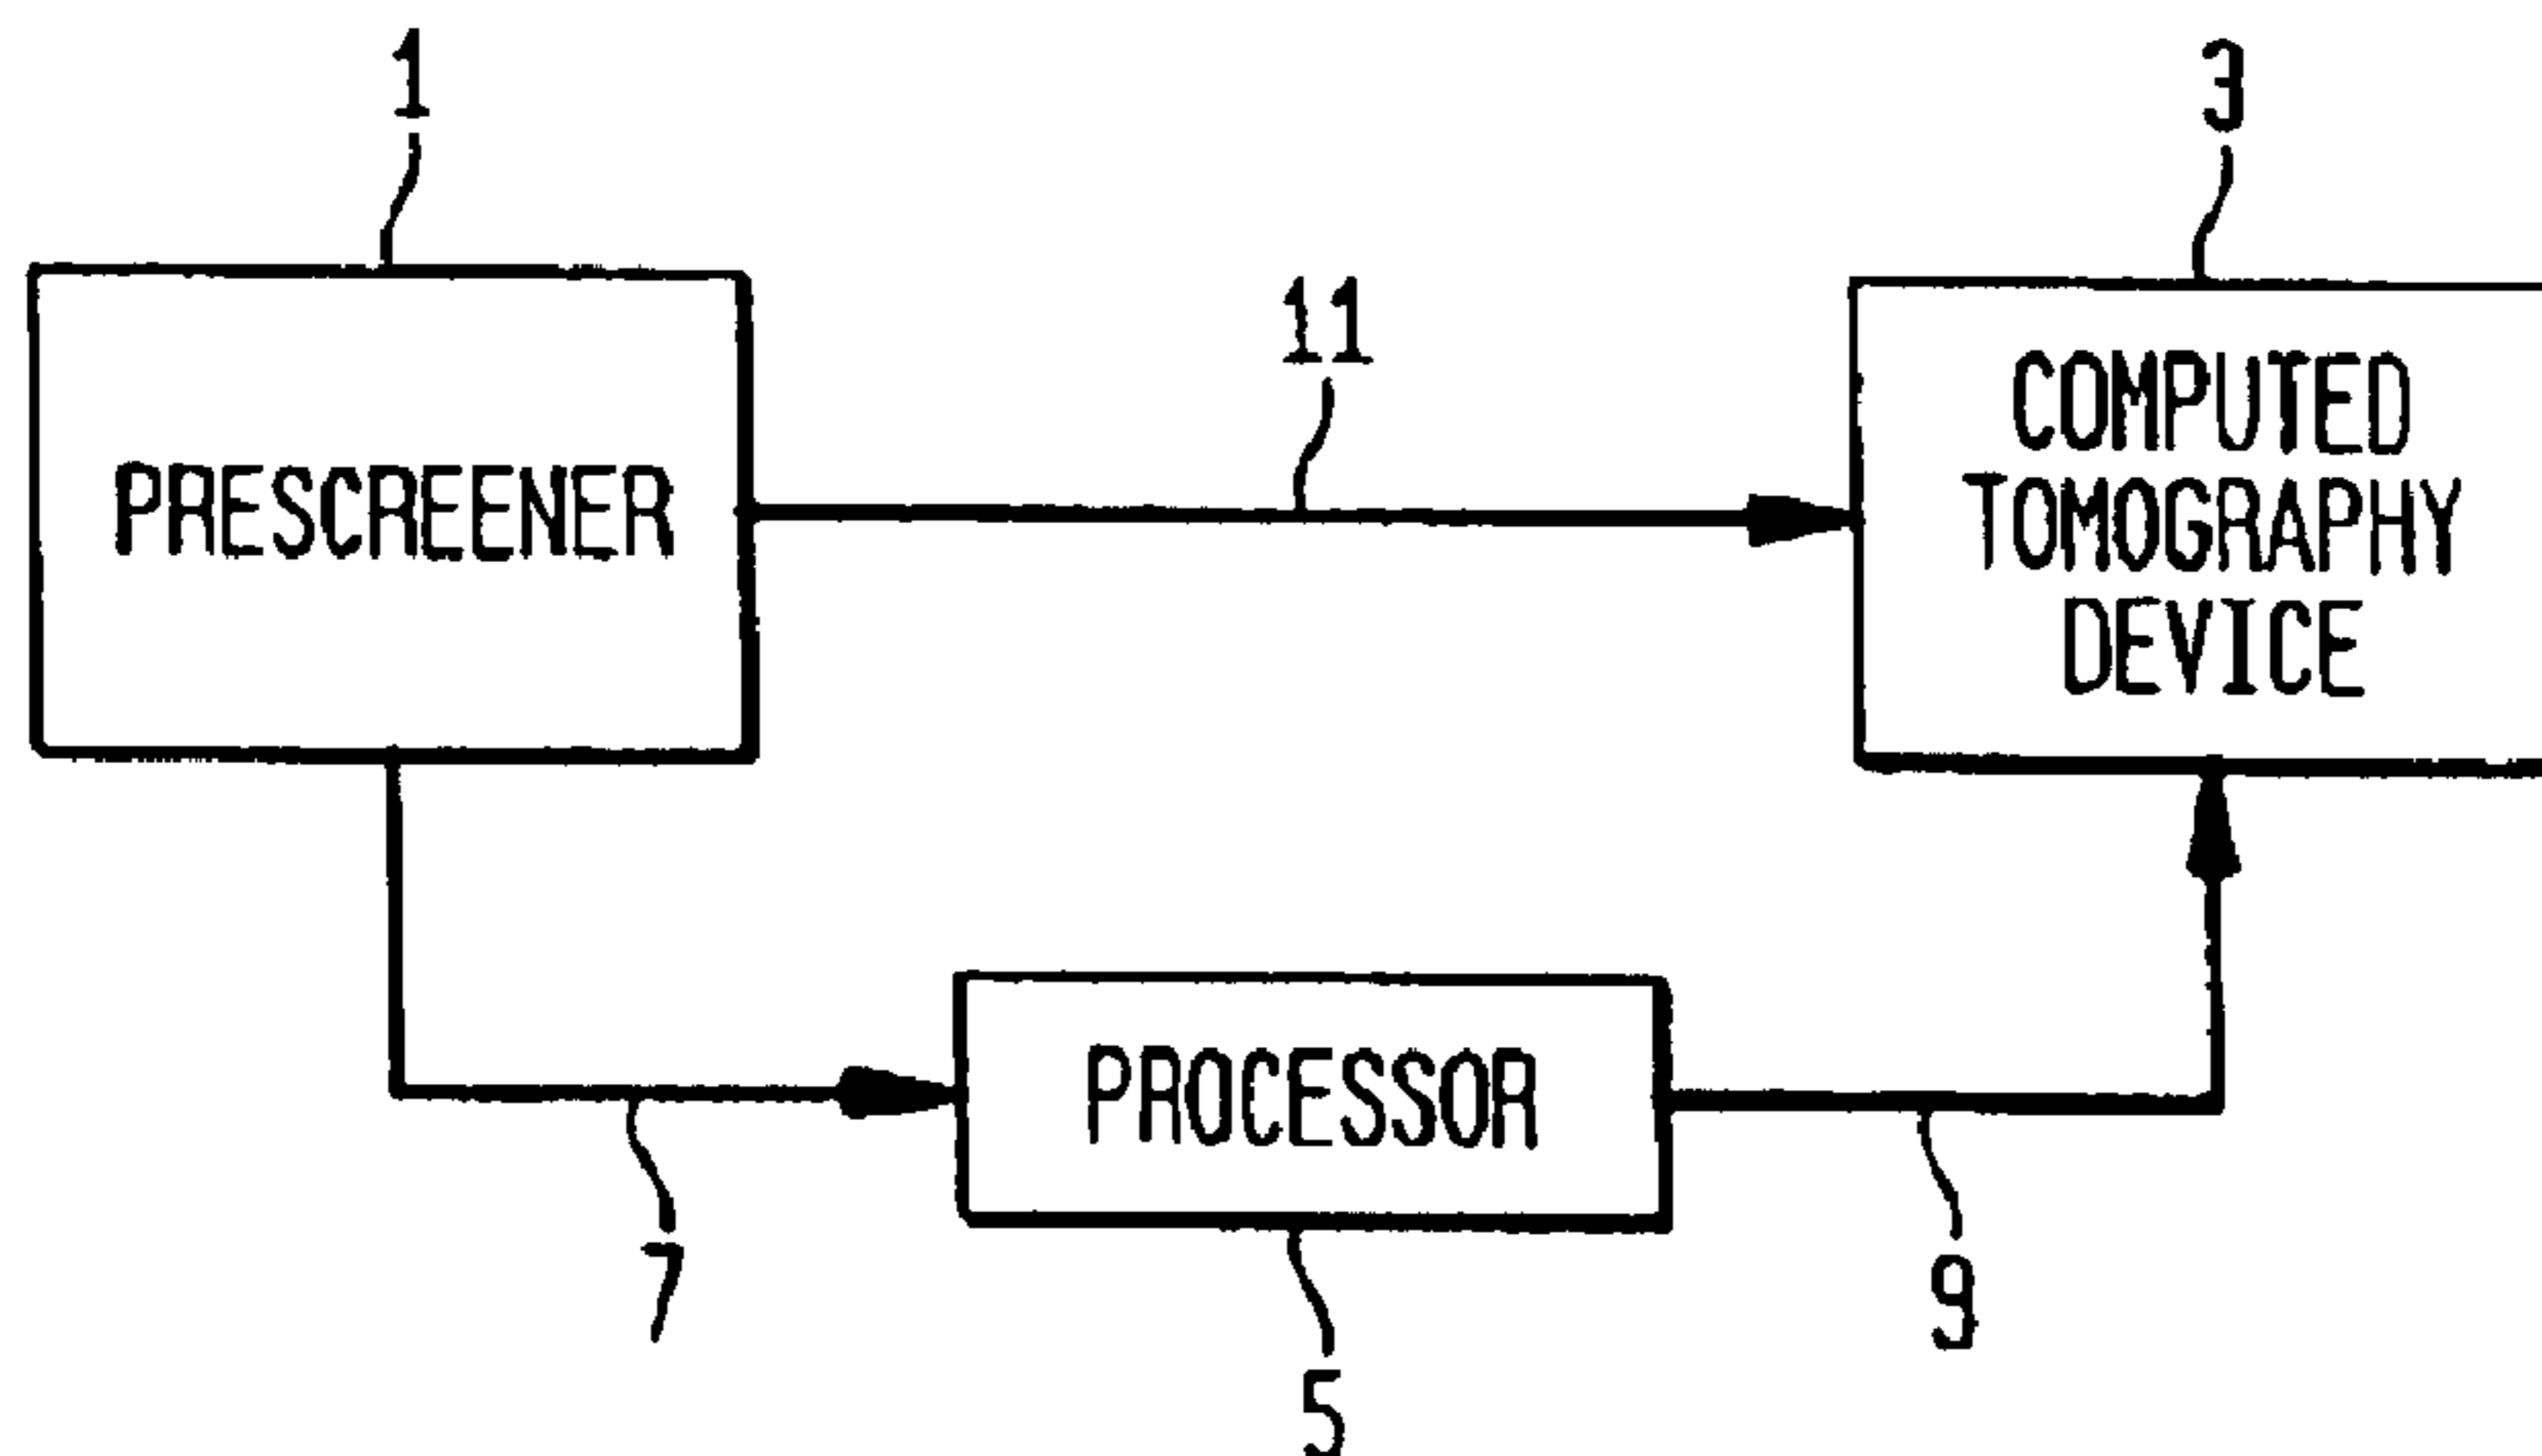 1
3
11
PRESCREENER
COMPUTED
TOMOGRAPHY
DEVICE
PROCESSOR
7
9
5